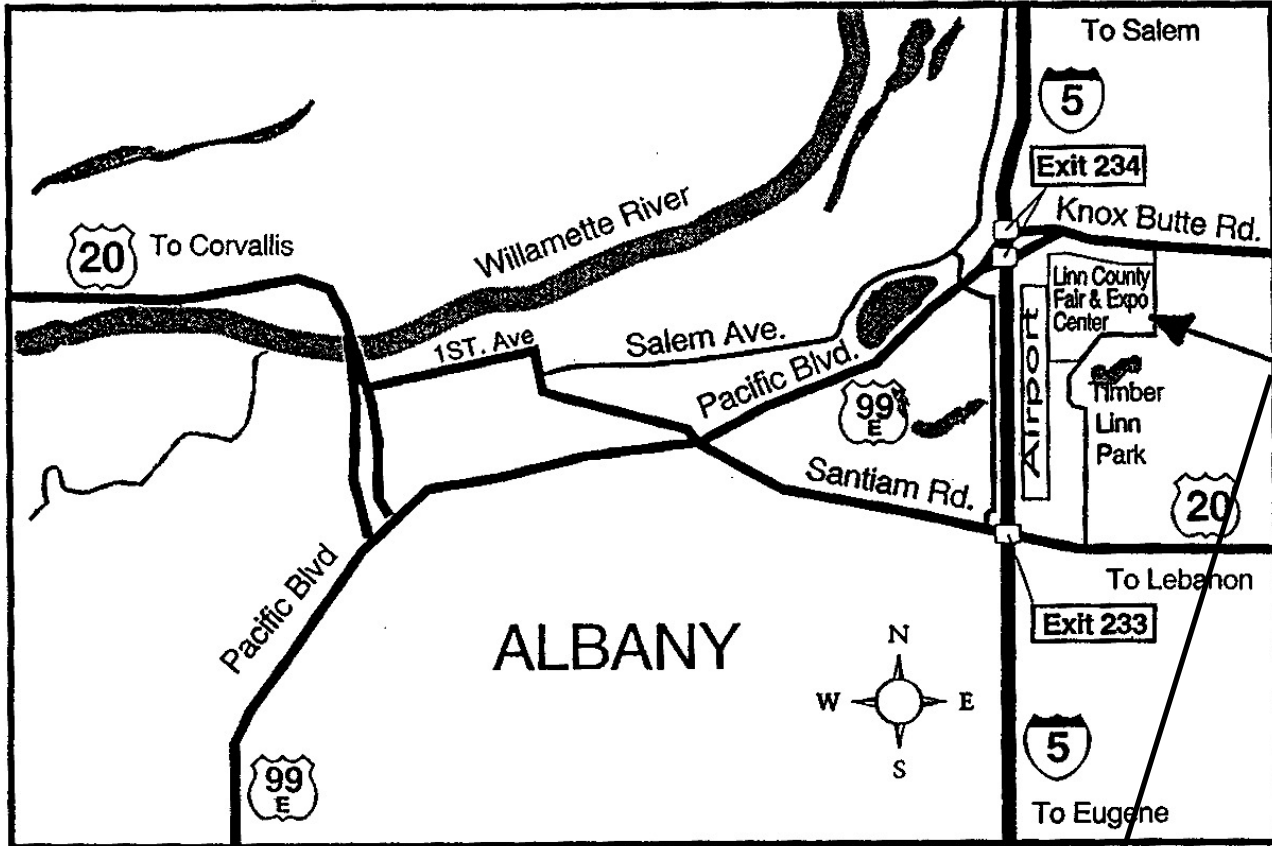 To Salem
5
Exit 234
Knox Butte Rd.
Willamette River
20
To Corvallis
Linn County
Fair & Expo
Center
1ST. Ave
Salem Ave.
Pacific Blvd.
99
E
Airport
Timber
Linn
Park
Santiam Rd.
20
To Lebanon
Pacific Blvd
Exit 233
ALBANY
N
W
E
S
5
99
E
To Eugene